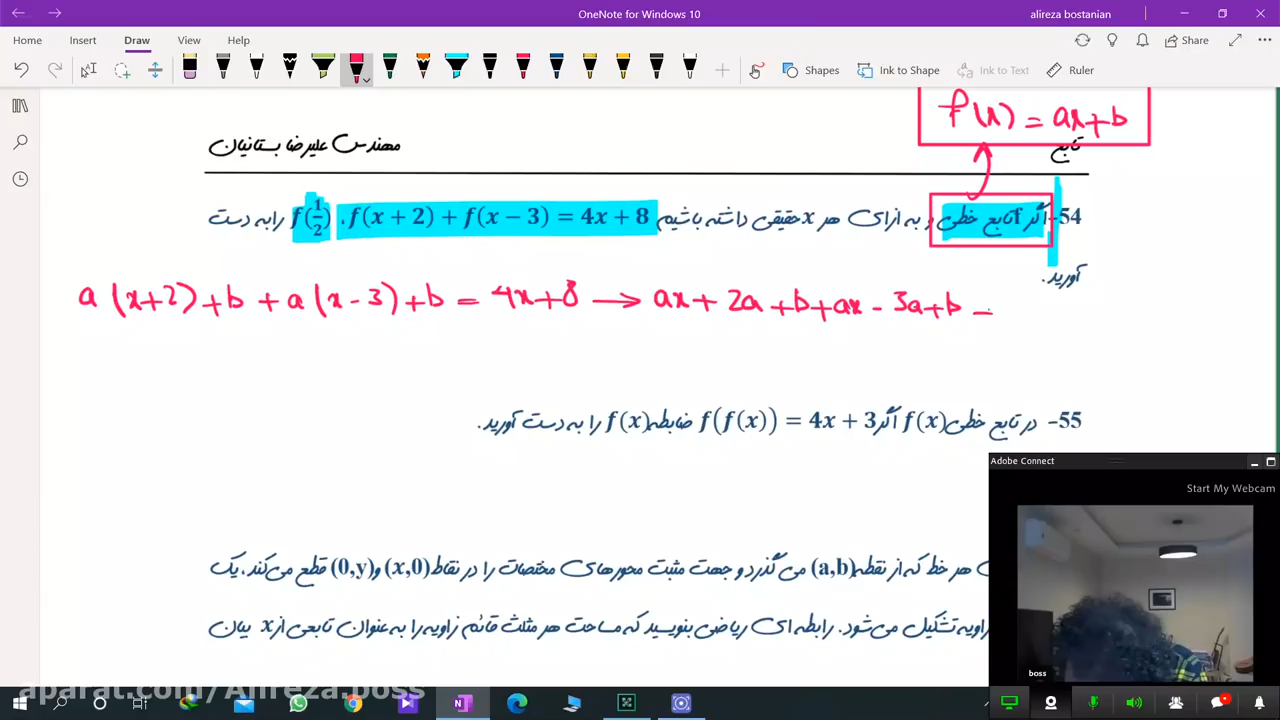 OneNote for Windows 10
alireza bostanian
Home Insert Draw View Help
Share
Shapes Ink to Shape Ink to Text Ruler
f(x) = ax+b
تابع
مهندس علیرضا بستانیان
54- اگر f تابع خطی و به ازای هر x حقیقی داشته باشیم f(x + 2) + f(x − 3) = 4x + 8. f(1/2) را به دست
آورید.
a(x+2)+b + a(x-3)+b = 4x+8 → ax + 2a + b + ax - 3a + b =
55- در تابع خطی f(x) اگر f(f(x)) = 4x + 3 ضابطه f(x) را به دست آورید.
هر خط که از نقطه (a,b) می گذرد و جهت مثبت محورهای مختصات را در نقاط (x,0) و (0,y) قطع می کند، یک
زاویه تشکیل می شود. رابطه ای ریاضی بنویسید که مساحت هر مثلث قائم زاویه را به عنوان تابعی از x بیان
Adobe Connect
Start My Webcam
boss
aparat.com/Alireza.boss